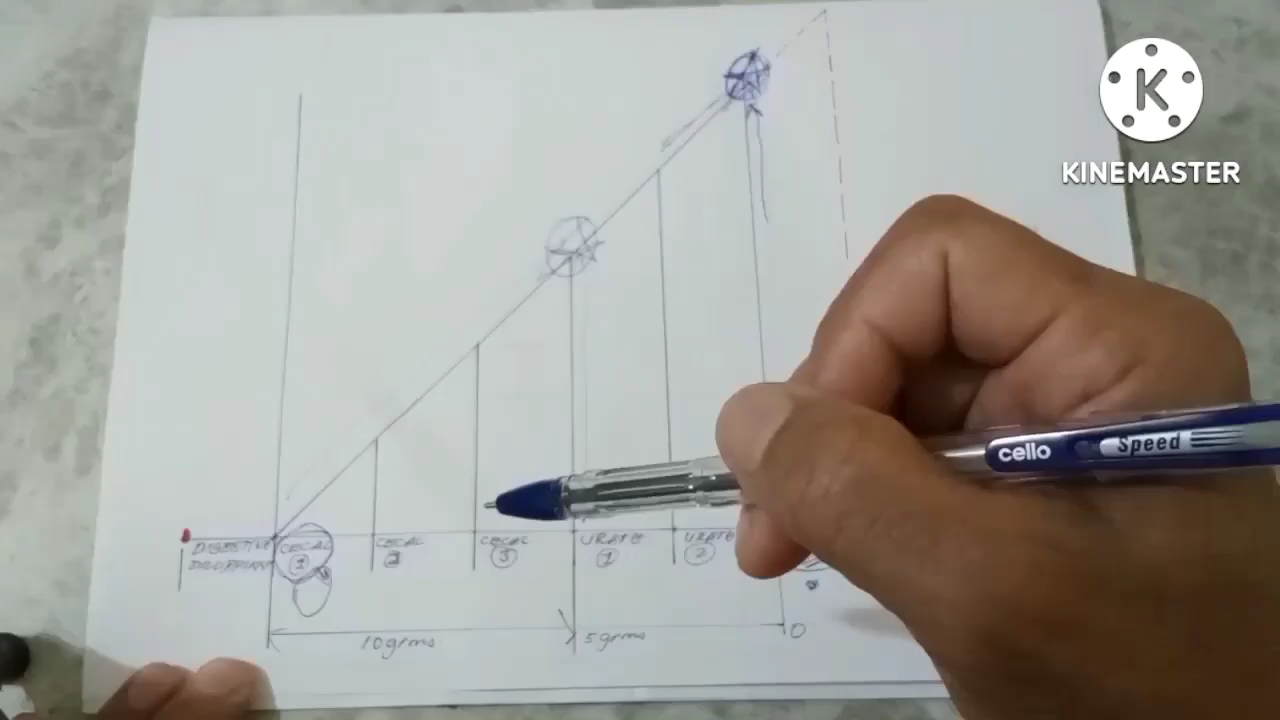 K
KINEMASTER
cello Speed
DIGESTIVE
CECAL
1
CECAL
2
CECAL
3
URATE
1
URATE
2
10grms
5grms
0